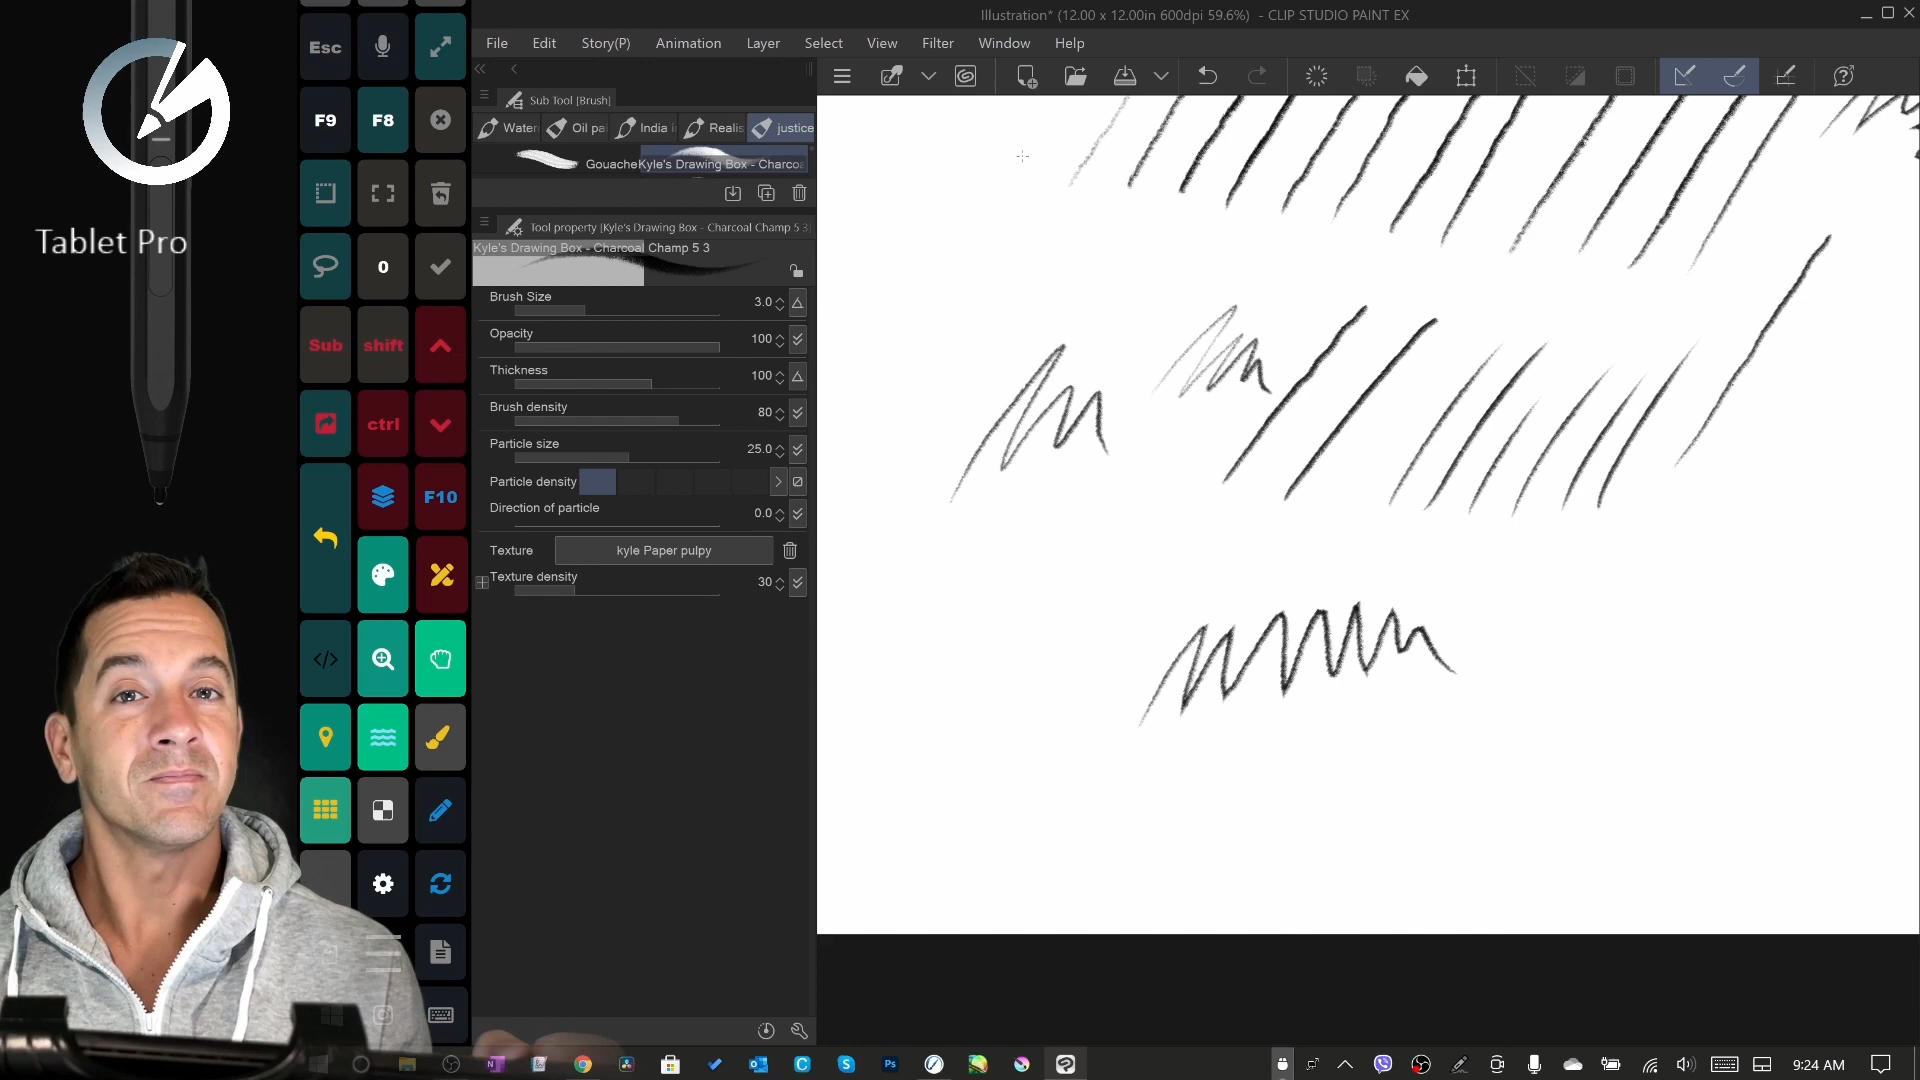 Illustration* (12.00 x 12.00in 600dpi 59.6%) - CLIP STUDIO PAINT EX
File Edit Story(P) Animation Layer Select View Filter Window Help
Tablet Pro
Esc
F9 F8
0
Sub shift
ctrl
F10
</>
Sub Tool [Brush]
Water Oil pa India i Realis justice
Gouache Kyle's Drawing Box - Charcoa
Tool property [Kyle's Drawing Box - Charcoal Champ 5 3]
Kyle's Drawing Box - Charcoal Champ 5 3
Brush Size 3.0
Opacity 100
Thickness 100
Brush density 80
Particle size 25.0
Particle density
Direction of particle 0.0
Texture kyle Paper pulpy
Texture density 30
N Ps
9:24 AM